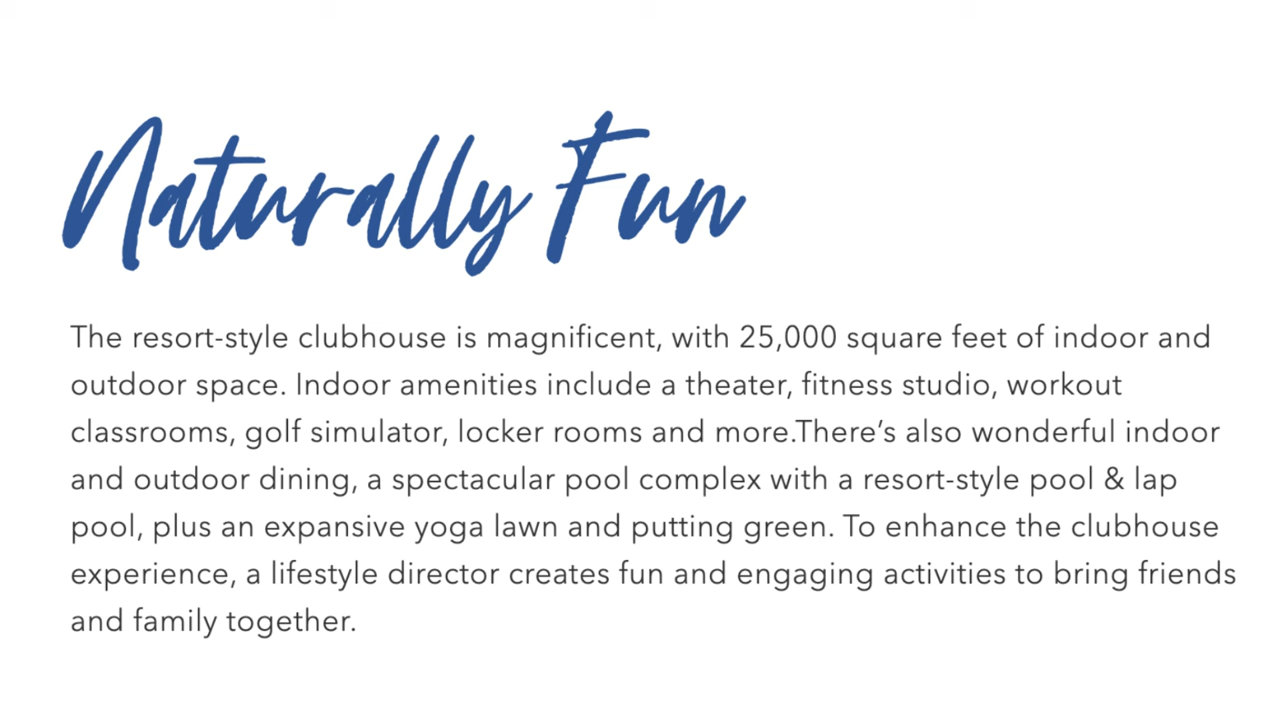 Naturally Fun
The resort-style clubhouse is magnificent, with 25,000 square feet of indoor and
outdoor space. Indoor amenities include a theater, fitness studio, workout
classrooms, golf simulator, locker rooms and more.There’s also wonderful indoor
and outdoor dining, a spectacular pool complex with a resort-style pool & lap
pool, plus an expansive yoga lawn and putting green. To enhance the clubhouse
experience, a lifestyle director creates fun and engaging activities to bring friends
and family together.